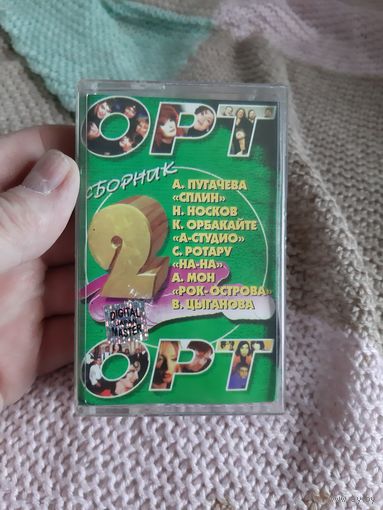 ОРТ
СБОРНИК
2
А. ПУГАЧЕВА
«СПЛИН»
Н. НОСКОВ
К. ОРБАКАЙТЕ
«А-СТУДИО»
С. РОТАРУ
«НА-НА»
А. МОН
«РОК-ОСТРОВА»
В. ЦЫГАНОВА
DIGITAL
MASTER
ОРТ